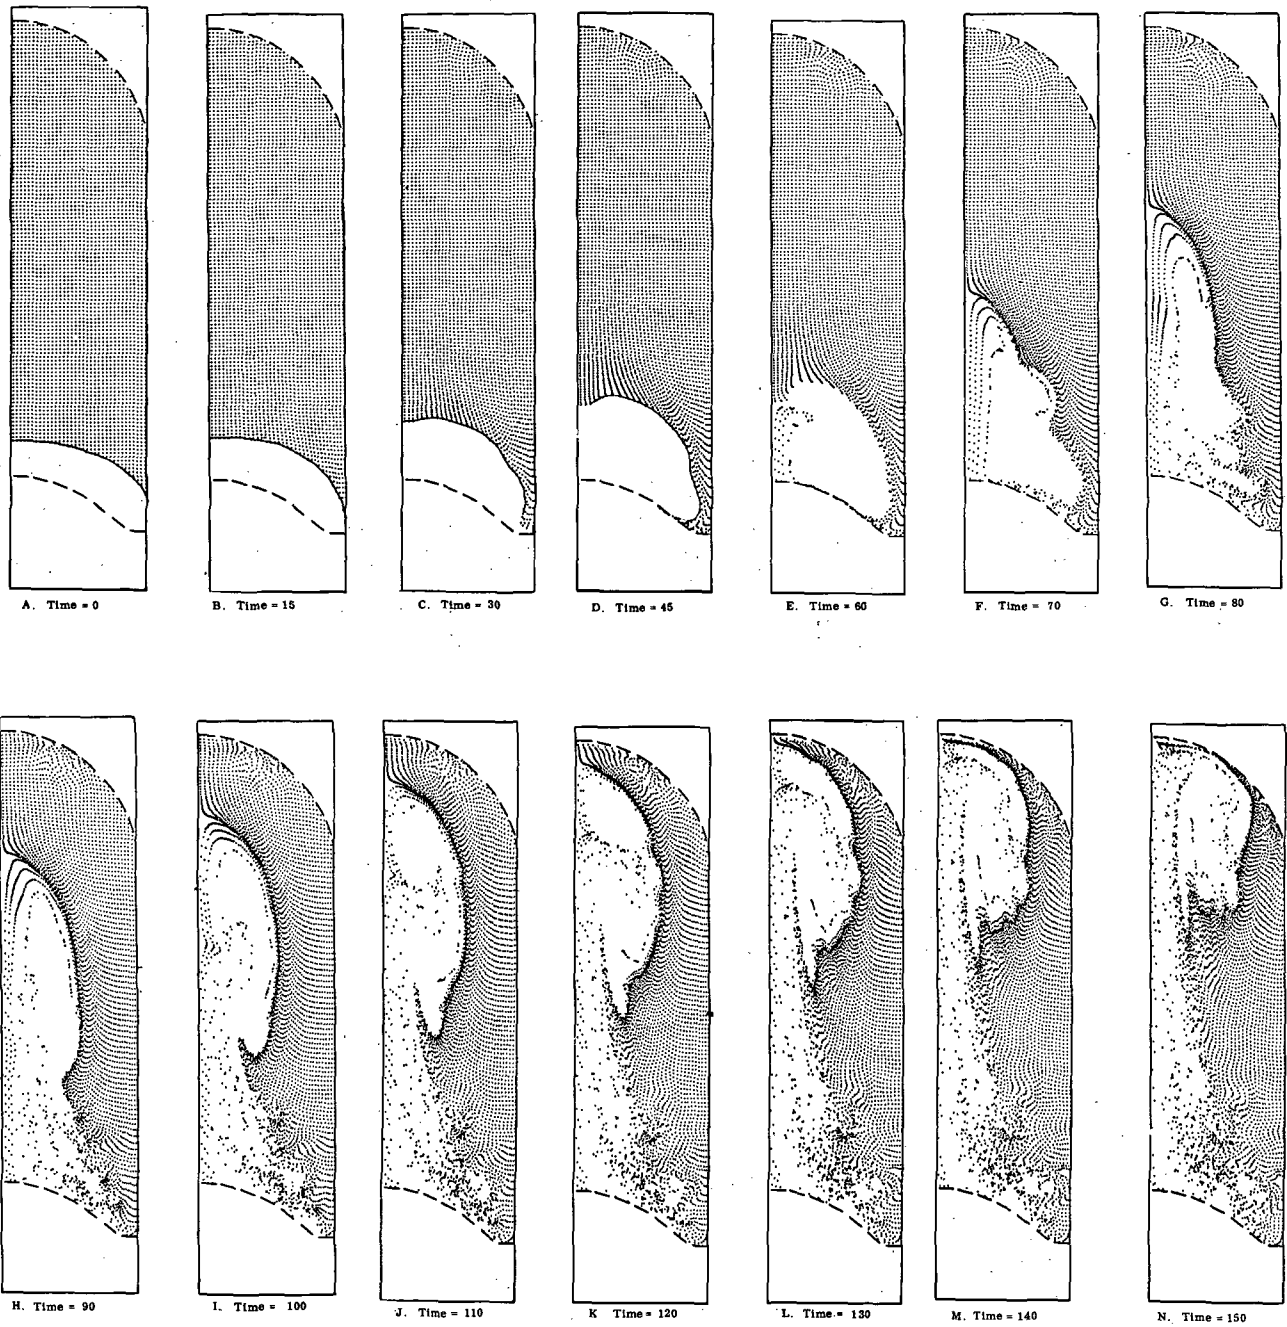 A. Time = 0
B. Time = 15
C. Time = 30
D. Time = 45
E. Time = 60
F. Time = 70
G. Time = 80
H. Time = 90
I. Time = 100
J. Time = 110
K Time = 120
L. Time = 130
M. Time = 140
N. Time = 150